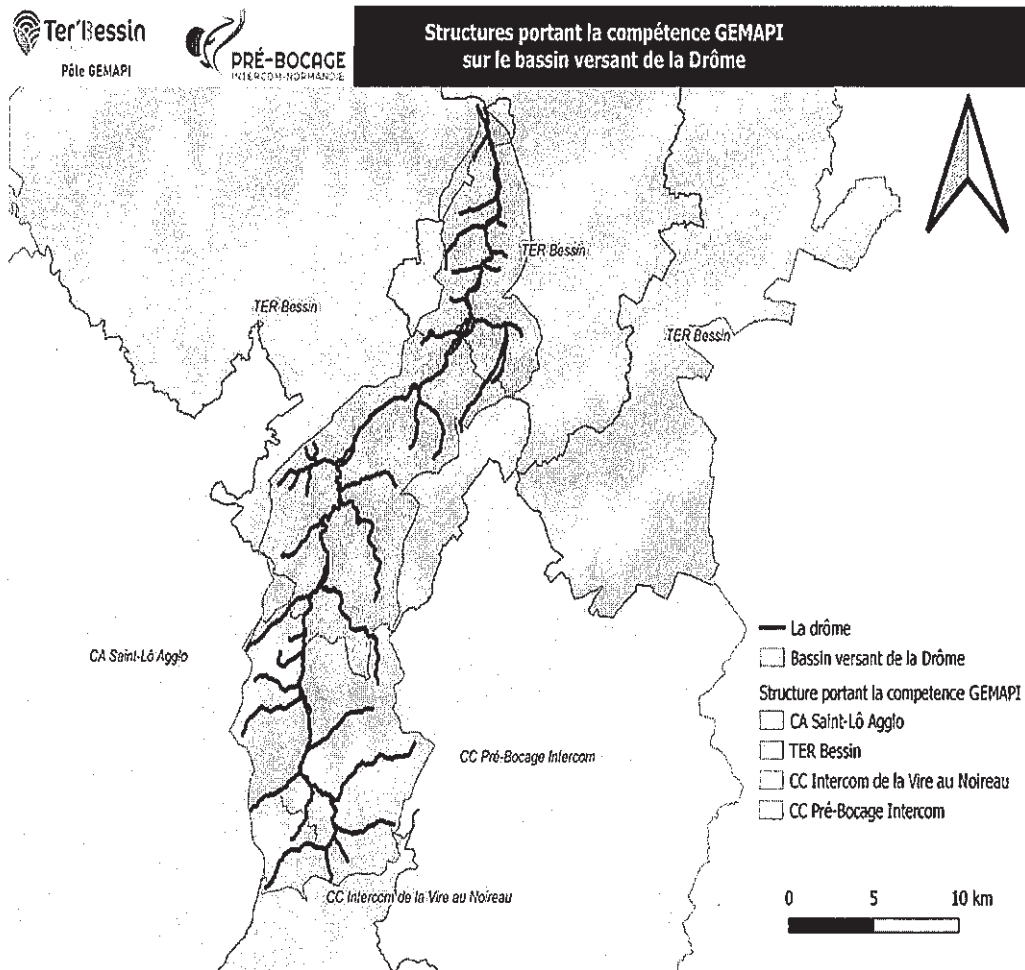 Ter'Bessin
Pôle GEMAPI
PRÉ-BOCAGE
INTERCOM-NORMANDIE
Structures portant la compétence GEMAPI
sur le bassin versant de la Drôme
TER Bessin
TER Bessin
TER Bessin
CA Saint-Lô Agglo
CC Pré-Bocage Intercom
CC Intercom de la Vire au Noireau
La drôme
Bassin versant de la Drôme
Structure portant la competence GEMAPI
CA Saint-Lô Agglo
TER Bessin
CC Intercom de la Vire au Noireau
CC Pré-Bocage Intercom
0 5 10 km